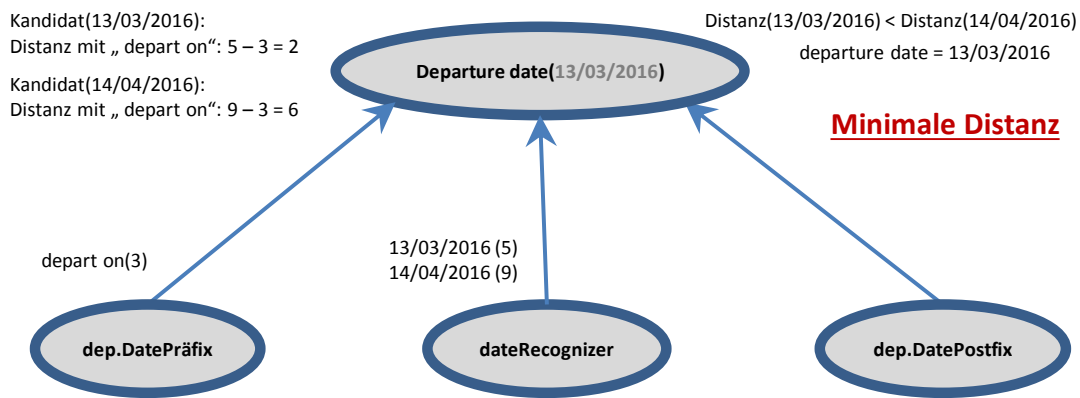 Kandidat(13/03/2016):
Distanz mit „ depart on“: 5 – 3 = 2
Kandidat(14/04/2016):
Distanz mit „ depart on“: 9 – 3 = 6
Distanz(13/03/2016) < Distanz(14/04/2016)
departure date = 13/03/2016
Departure date(13/03/2016)
Minimale Distanz
depart on(3)
13/03/2016 (5)
14/04/2016 (9)
dep.DatePräfix
dateRecognizer
dep.DatePostfix